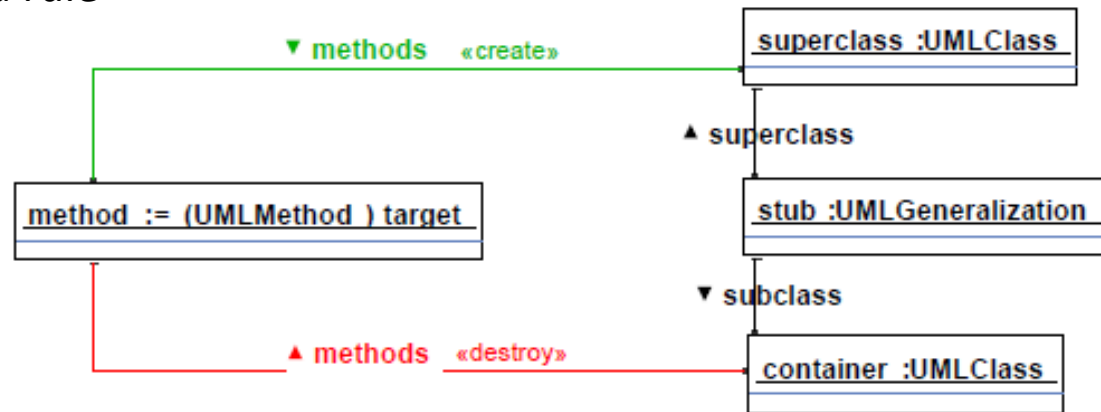 ▼ methods «create»
superclass :UMLClass
▲ superclass
method := (UMLMethod ) target
stub :UMLGeneralization
▼ subclass
▲ methods «destroy»
container :UMLClass